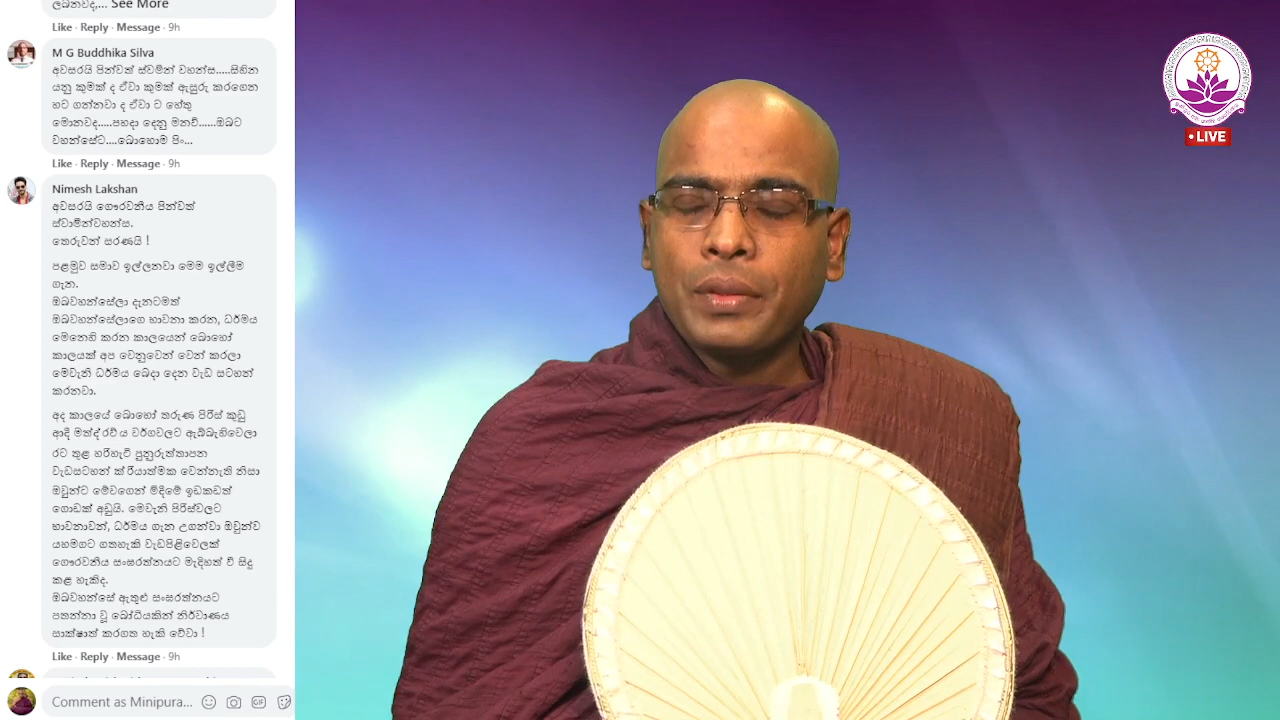 ලබනවද,... See More
Like · Reply · Message · 9h
M G Buddhika Silva
අවසරයි පින්වත් ස්වමින් වහන්ස.....සිහින
යනු කුමක් ද ඒවා කුමක් ඇසුරු කරගෙන
හට ගන්නවා ද ඒවා ට හේතු
මොනවද.....පහදා දෙනු මනවි......ඔබට
වහන්සේට....බොහොම පිං...
Like · Reply · Message · 9h
Nimesh Lakshan
අවසරයි ගෞරවනීය පින්වත්
ස්වාමීන්වහන්ස.
තෙරුවන් සරණයි !
පළමුව සමාව ඉල්ලනවා මෙම ඉල්ලීම
ගැන.
ඔබවහන්සේලා දැනටමත්
ඔබවහන්සේලාගෙ භාවනා කරන, ධර්මය
මෙනෙහි කරන කාලයෙන් බොහෝ
කාලයක් අප වෙනුවෙන් වෙන් කරලා
මෙවැනි ධර්මය බෙදා දෙන වැඩ සටහන්
කරනවා.
අද කාලයේ බොහෝ තරුණ පිරිස් කුඩු
ආදී මත්ද්‍රව්‍ය වර්ගවලට ඇබ්බැහිවෙලා
රට තුළ හරිහැටි පුනුරුත්තාපන
වැඩසටහන් ක්‍රියාත්මක වෙන්නැති නිසා
ඔවුන්ට මේවගෙන් මිදීමේ ඉඩකඩත්
ගොඩක් අඩුයි. මෙවැනි පිරිස්වලට
භාවනාවන්, ධර්මය ගැන උගන්වා ඔවුන්ව
යහමගට ගතහැකි වැඩපිළිවෙලක්
ගෞරවනීය සංඝරත්නයට මැදිහත් වී සිදු
කළ හැකිද.
ඔබවහන්සේ ඇතුළු සංඝරත්නයට
පතන්නා වූ බෝධියකින් නිර්වාණය
සාක්ෂාත් කරගත හැකි වේවා !
Like · Reply · Message · 9h
Comment as Minipura...
GIF
LIVE